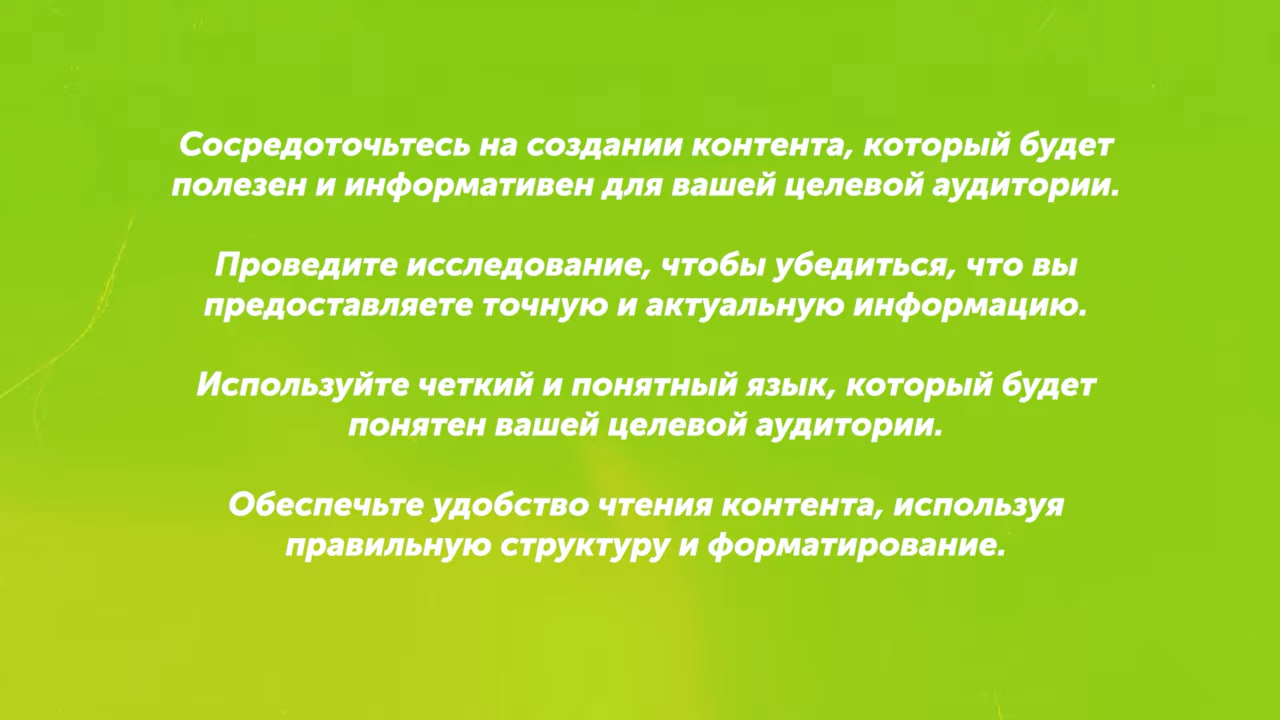 Сосредоточьтесь на создании контента, который будет
полезен и информативен для вашей целевой аудитории.
Проведите исследование, чтобы убедиться, что вы
предоставляете точную и актуальную информацию.
Используйте четкий и понятный язык, который будет
понятен вашей целевой аудитории.
Обеспечьте удобство чтения контента, используя
правильную структуру и форматирование.